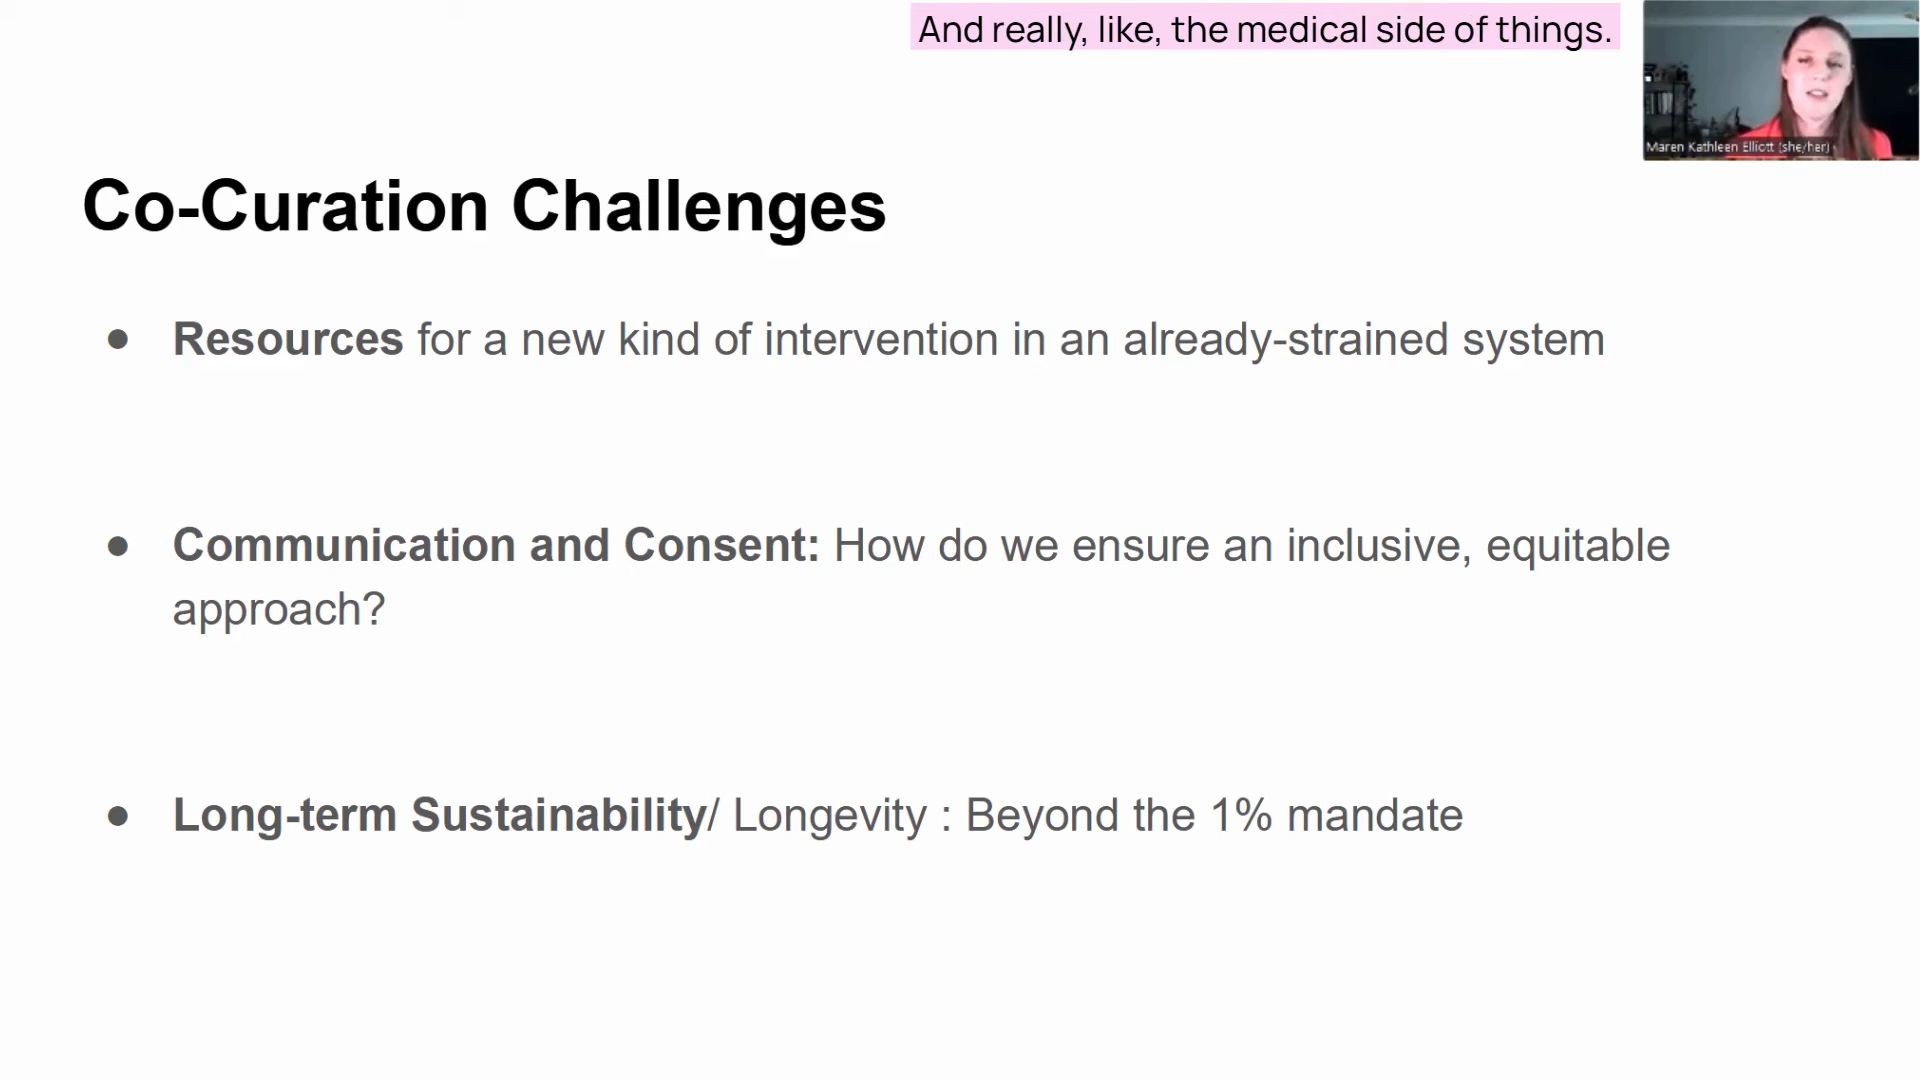 And really, like, the medical side of things.
Maren Kathleen Elliott (she/her)
Co-Curation Challenges
● Resources for a new kind of intervention in an already-strained system
● Communication and Consent: How do we ensure an inclusive, equitable
approach?
● Long-term Sustainability/ Longevity : Beyond the 1% mandate